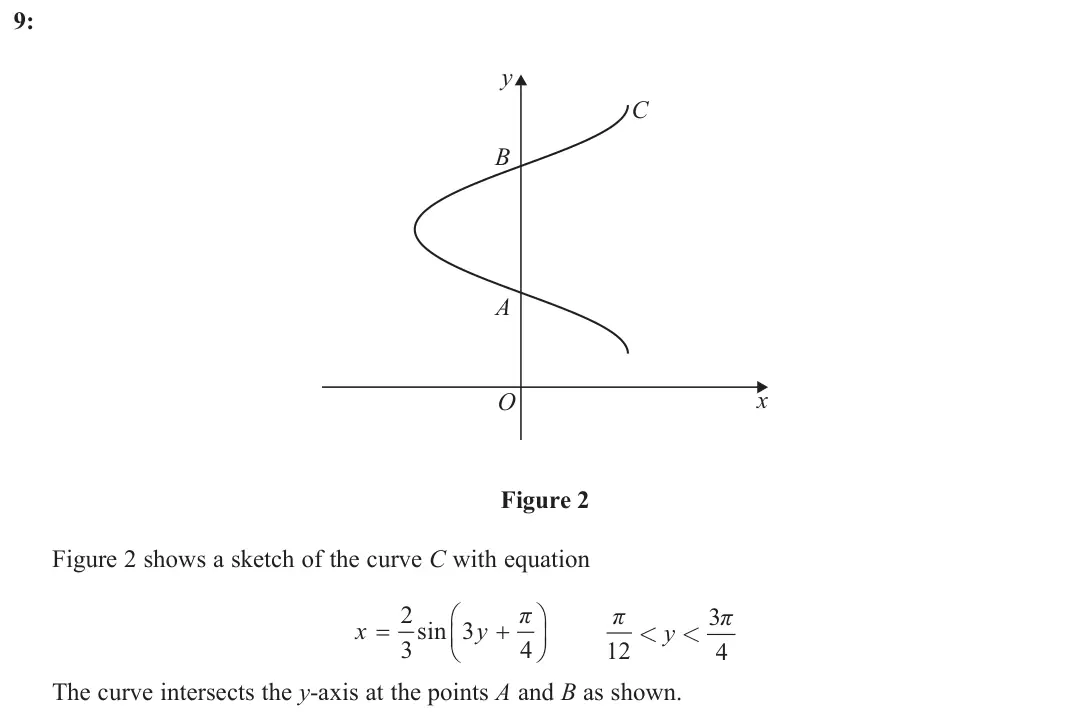 9:
y
C
B
A
O
x
Figure 2
Figure 2 shows a sketch of the curve C with equation
x = 2/3 sin(3y + π/4)    π/12 < y < 3π/4
The curve intersects the y-axis at the points A and B as shown.